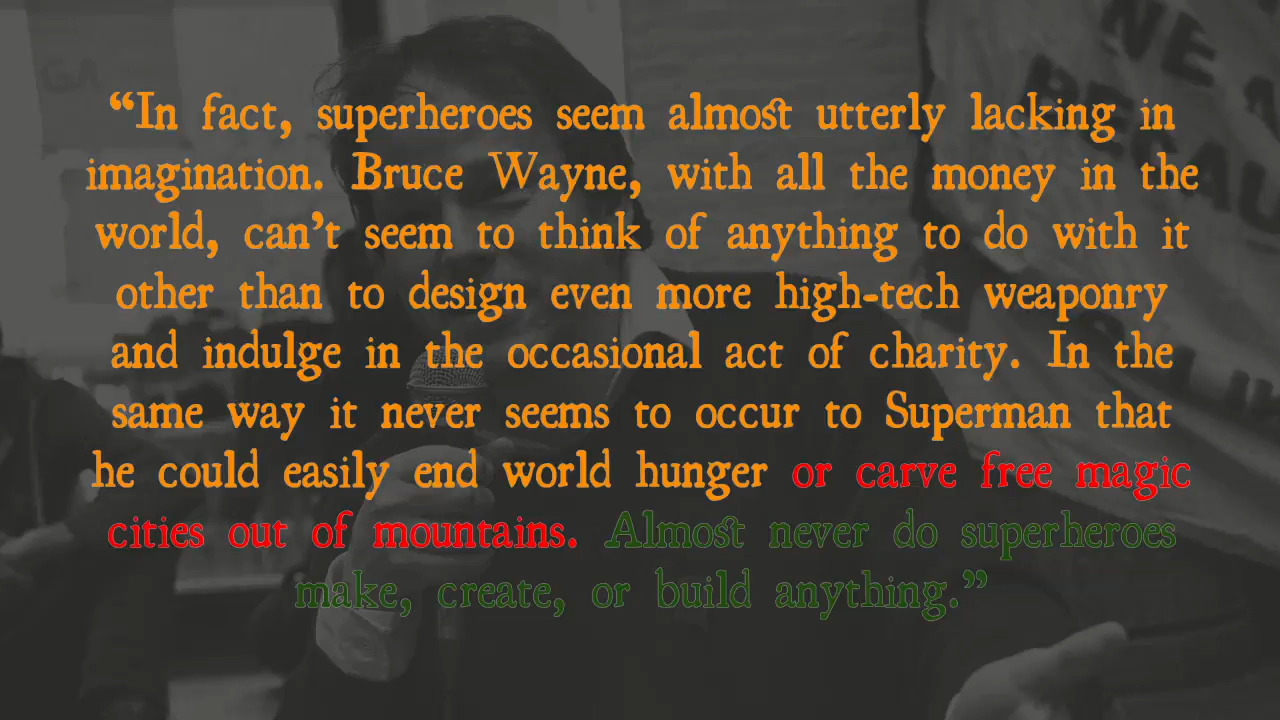 “In fact, superheroes seem almost utterly lacking in
imagination. Bruce Wayne, with all the money in the
world, can’t seem to think of anything to do with it
other than to design even more high-tech weaponry
and indulge in the occasional act of charity. In the
same way it never seems to occur to Superman that
he could easily end world hunger or carve free magic
cities out of mountains. Almost never do superheroes
make, create, or build anything.”